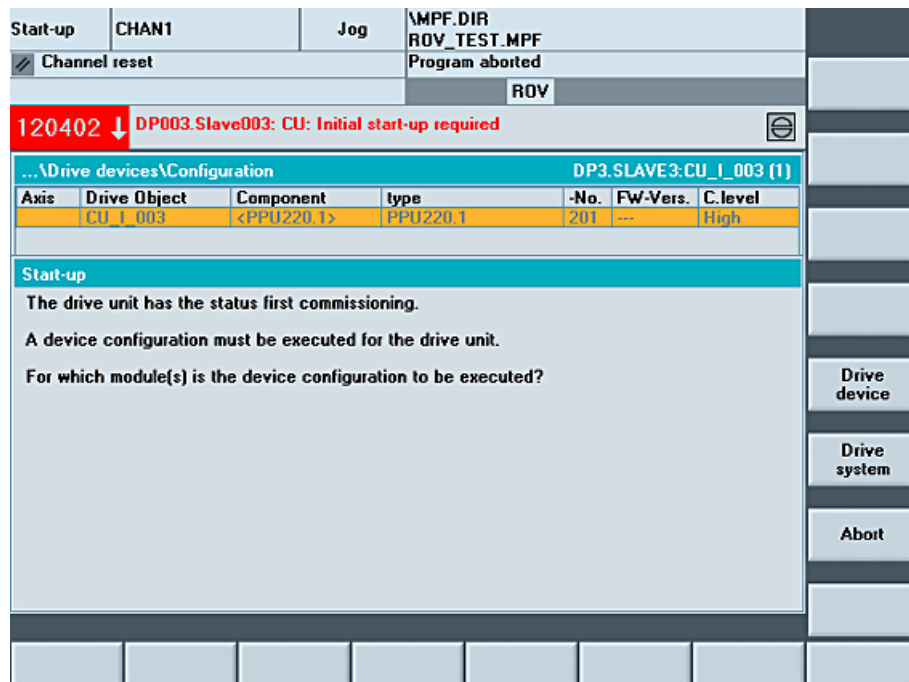 Start-up CHAN1 Jog \MPF.DIR
ROV_TEST.MPF
Channel reset Program aborted
ROV
120402 ↓ DP003.Slave003: CU: Initial start-up required
...\Drive devices\Configuration DP3.SLAVE3:CU_I_003 (1)
Axis Drive Object Component type -No. FW-Vers. C.level
CU_I_003 <PPU220.1> PPU220.1 201 --- High
Start-up
The drive unit has the status first commissioning.
A device configuration must be executed for the drive unit.
For which module(s) is the device configuration to be executed?
Drive
device
Drive
system
Abort